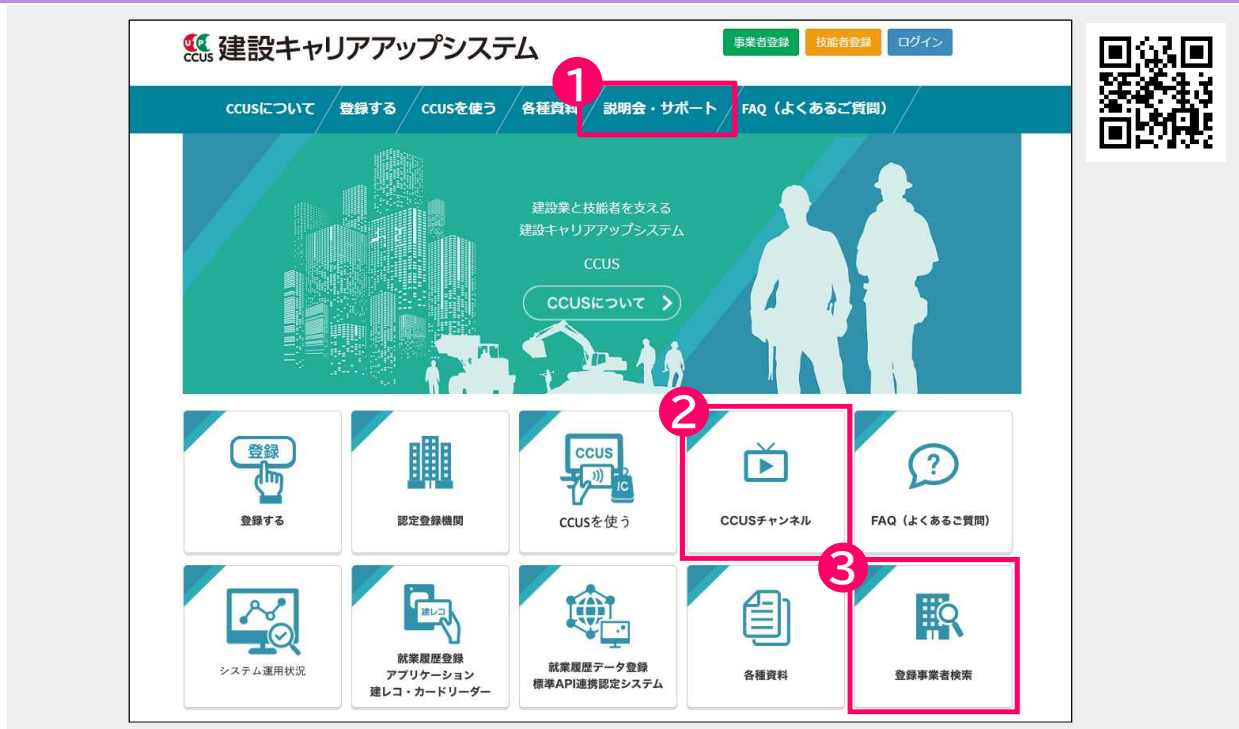 CCUS 建設キャリアアップシステム
事業者登録 技能者登録 ログイン
1
CCUSについて 登録する CCUSを使う 各種資料 説明会・サポート FAQ（よくあるご質問）
建設業と技能者を支える
建設キャリアアップシステム
CCUS
CCUSについて
2
登録
登録する
認定登録機関
CCUS
IC
CCUSを使う
CCUSチャンネル
?
FAQ（よくあるご質問）
3
システム運用状況
建レコ
就業履歴登録
アプリケーション
建レコ・カードリーダー
就業履歴データ登録
標準API連携認定システム
各種資料
登録事業者検索